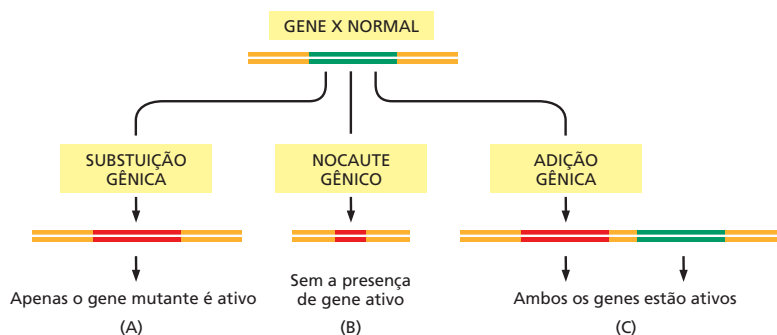 GENE X NORMAL
SUBSTUIÇÃO
GÊNICA
NOCAUTE
GÊNICO
ADIÇÃO
GÊNICA
Apenas o gene mutante é ativo
(A)
Sem a presença
de gene ativo
(B)
Ambos os genes estão ativos
(C)